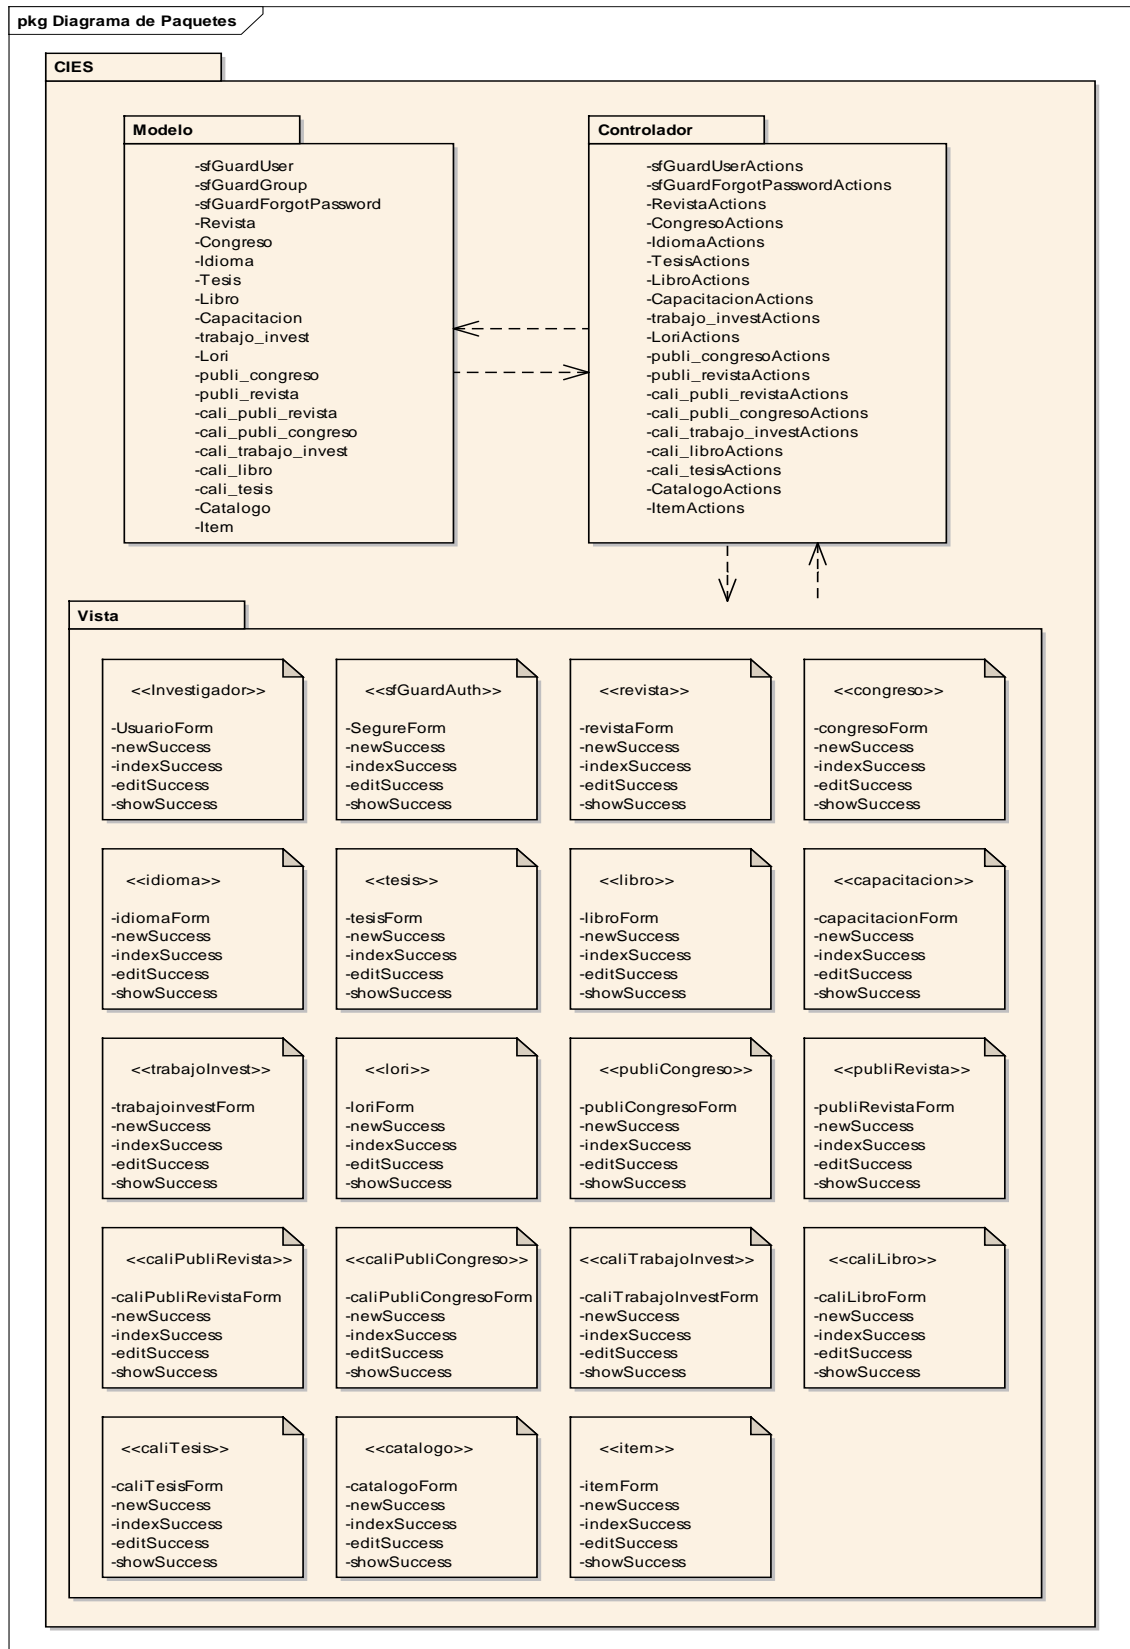 pkg Diagrama de Paquetes
CIES
Modelo
-sfGuardUser
-sfGuardGroup
-sfGuardForgotPassword
-Revista
-Congreso
-Idioma
-Tesis
-Libro
-Capacitacion
-trabajo_invest
-Lori
-publi_congreso
-publi_revista
-cali_publi_revista
-cali_publi_congreso
-cali_trabajo_invest
-cali_libro
-cali_tesis
-Catalogo
-Item
Controlador
-sfGuardUserActions
-sfGuardForgotPasswordActions
-RevistaActions
-CongresoActions
-IdiomaActions
-TesisActions
-LibroActions
-CapacitacionActions
-trabajo_investActions
-LoriActions
-publi_congresoActions
-publi_revistaActions
-cali_publi_revistaActions
-cali_publi_congresoActions
-cali_trabajo_investActions
-cali_libroActions
-cali_tesisActions
-CatalogoActions
-ItemActions
Vista
<<Investigador>>
-UsuarioForm
-newSuccess
-indexSuccess
-editSuccess
-showSuccess
<<sfGuardAuth>>
-SegureForm
-newSuccess
-indexSuccess
-editSuccess
-showSuccess
<<revista>>
-revistaForm
-newSuccess
-indexSuccess
-editSuccess
-showSuccess
<<congreso>>
-congresoForm
-newSuccess
-indexSuccess
-editSuccess
-showSuccess
<<idioma>>
-idiomaForm
-newSuccess
-indexSuccess
-editSuccess
-showSuccess
<<tesis>>
-tesisForm
-newSuccess
-indexSuccess
-editSuccess
-showSuccess
<<libro>>
-libroForm
-newSuccess
-indexSuccess
-editSuccess
-showSuccess
<<capacitacion>>
-capacitacionForm
-newSuccess
-indexSuccess
-editSuccess
-showSuccess
<<trabajoInvest>>
-trabajoinvestForm
-newSuccess
-indexSuccess
-editSuccess
-showSuccess
<<lori>>
-loriForm
-newSuccess
-indexSuccess
-editSuccess
-showSuccess
<<publiCongreso>>
-publiCongresoForm
-newSuccess
-indexSuccess
-editSuccess
-showSuccess
<<publiRevista>>
-publiRevistaForm
-newSuccess
-indexSuccess
-editSuccess
-showSuccess
<<caliPubliRevista>>
-caliPubliRevistaForm
-newSuccess
-indexSuccess
-editSuccess
-showSuccess
<<caliPubliCongreso>>
-caliPubliCongresoForm
-newSuccess
-indexSuccess
-editSuccess
-showSuccess
<<caliTrabajoInvest>>
-caliTrabajoInvestForm
-newSuccess
-indexSuccess
-editSuccess
-showSuccess
<<caliLibro>>
-caliLibroForm
-newSuccess
-indexSuccess
-editSuccess
-showSuccess
<<caliTesis>>
-caliTesisForm
-newSuccess
-indexSuccess
-editSuccess
-showSuccess
<<catalogo>>
-catalogoForm
-newSuccess
-indexSuccess
-editSuccess
-showSuccess
<<item>>
-itemForm
-newSuccess
-indexSuccess
-editSuccess
-showSuccess